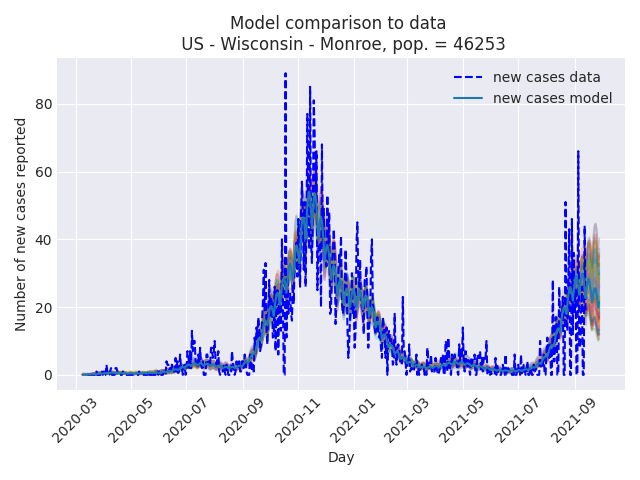 Model comparison to data
US - Wisconsin - Monroe, pop. = 46253
new cases data
new cases model
Number of new cases reported
80
60
40
20
0
2020-03
2020-05
2020-07
2020-09
2020-11
2021-01
2021-03
2021-05
2021-07
2021-09
Day